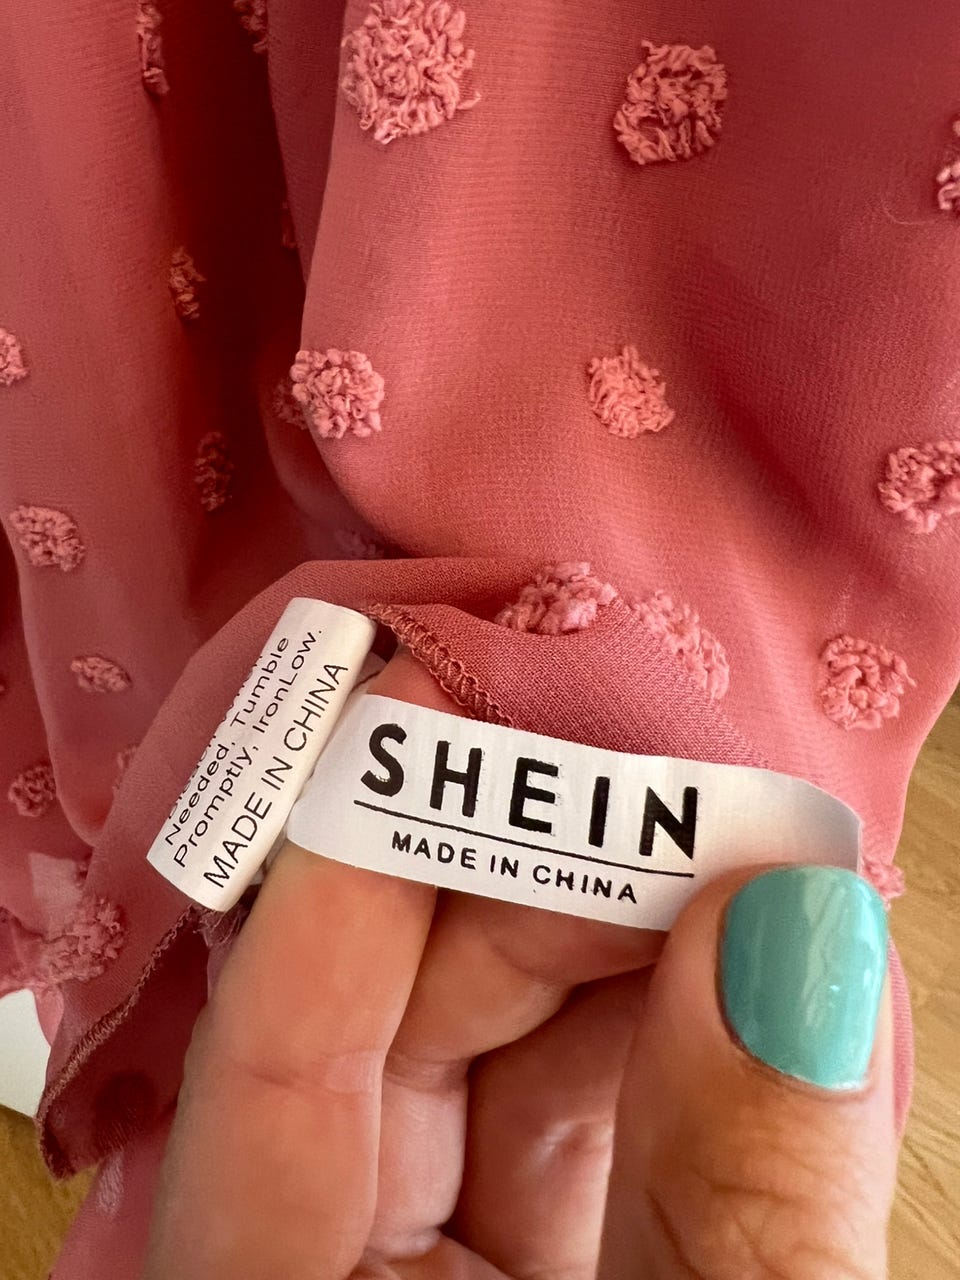 Needed, Tumble
Promptly, IronLow.
MADE IN CHINA
SHEIN
MADE IN CHINA